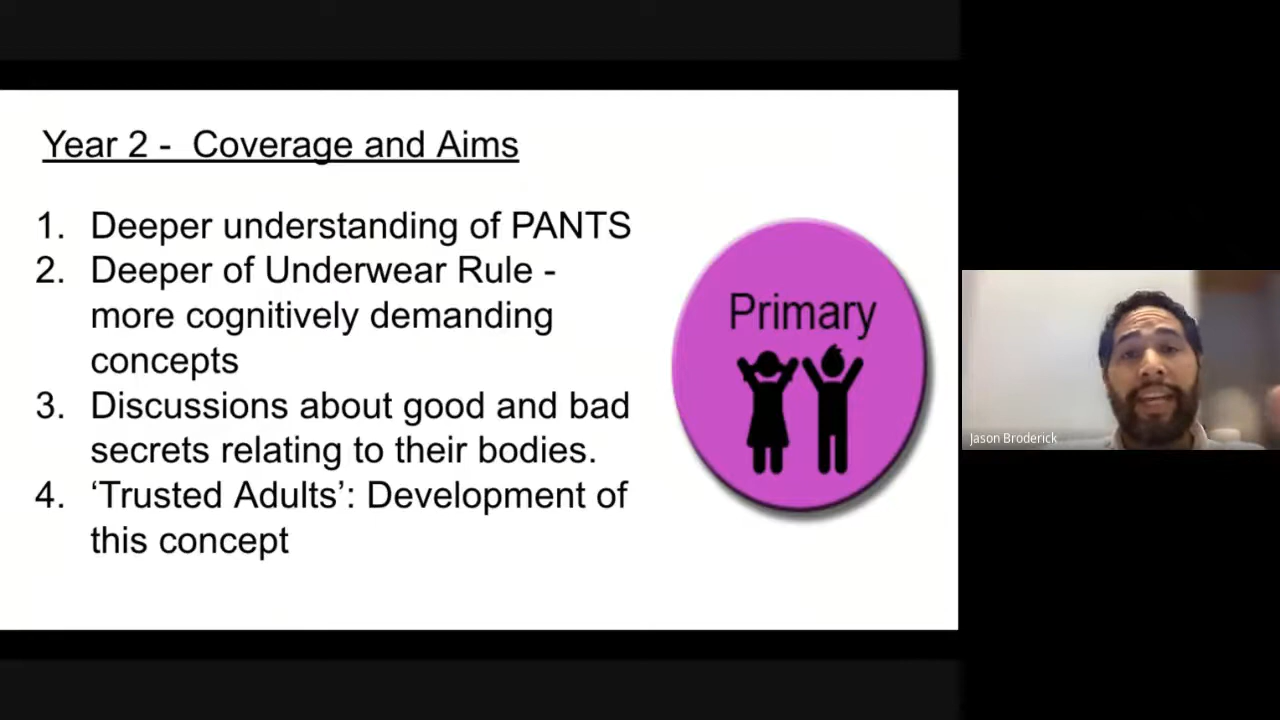 Year 2 -  Coverage and Aims
1. Deeper understanding of PANTS
2. Deeper of Underwear Rule -
more cognitively demanding
concepts
3. Discussions about good and bad
secrets relating to their bodies.
4. ‘Trusted Adults’: Development of
this concept
Primary
Jason Broderick